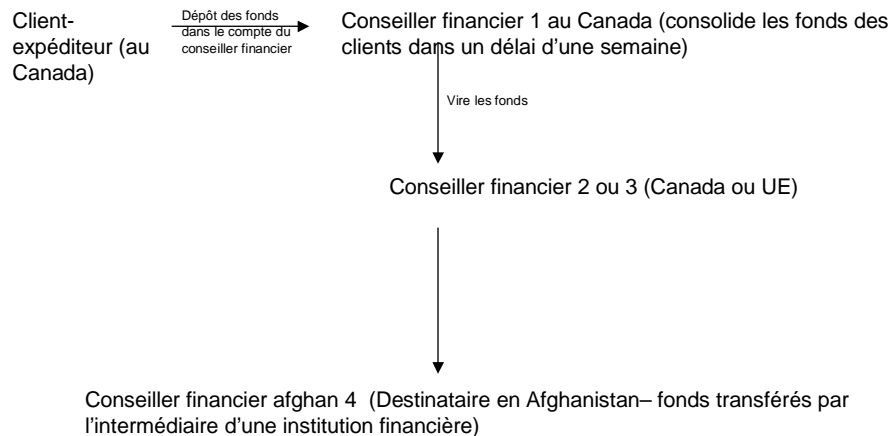 Client-
expéditeur (au
Canada)
Dépôt des fonds
dans le compte du
conseiller financier
Conseiller financier 1 au Canada (consolide les fonds des
clients dans un délai d'une semaine)
Vire les fonds
Conseiller financier 2 ou 3 (Canada ou UE)
Conseiller financier afghan 4 (Destinataire en Afghanistan– fonds transférés par
l'intermédiaire d'une institution financière)